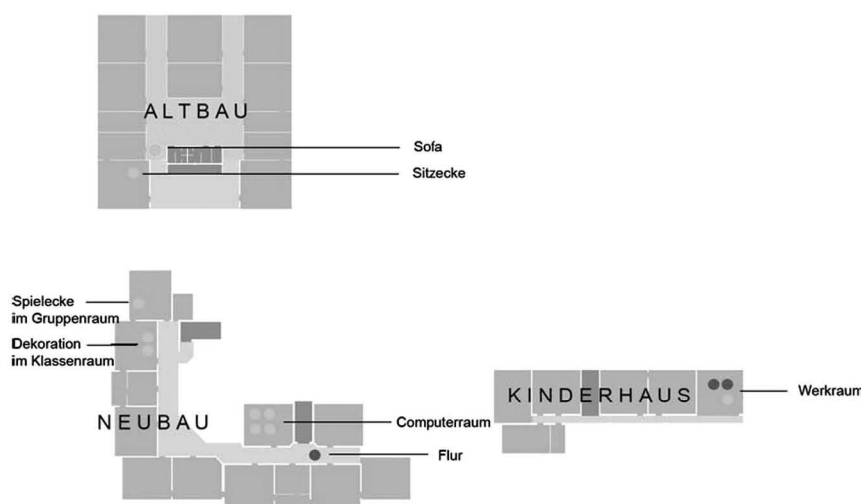 ALTBAU
Sofa
Sitzecke
Spielecke
im Gruppenraum
Dekoration
im Klassenraum
NEUBAU
Computerraum
Flur
KINDERHAUS
Werkraum